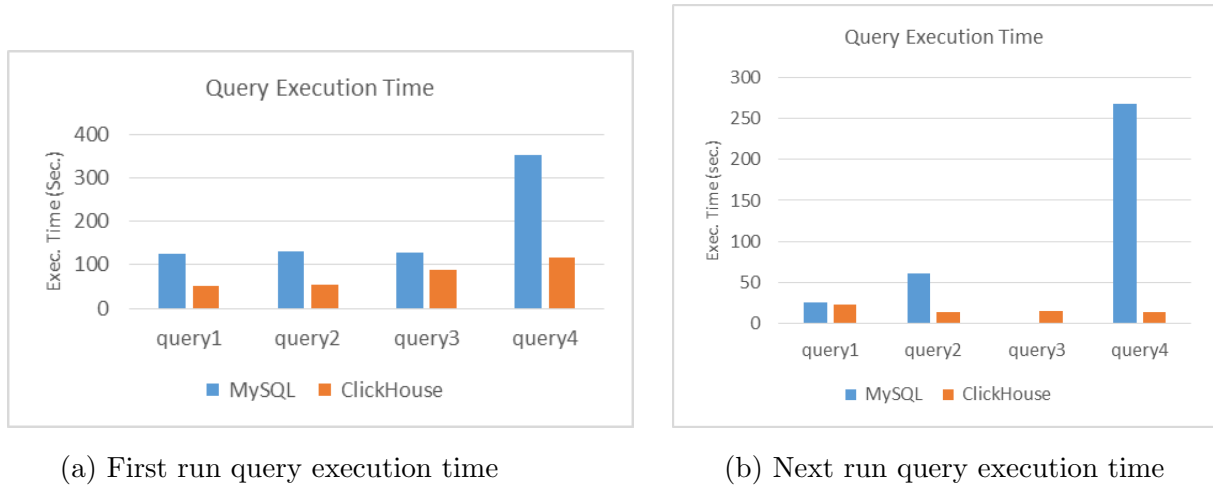 Query Execution Time
Exec. Time (Sec.)
400
300
200
100
0
query1 query2 query3 query4
MySQL ClickHouse
(a) First run query execution time
Query Execution Time
Exec. Time (sec.)
300
250
200
150
100
50
0
query1 query2 query3 query4
MySQL ClickHouse
(b) Next run query execution time